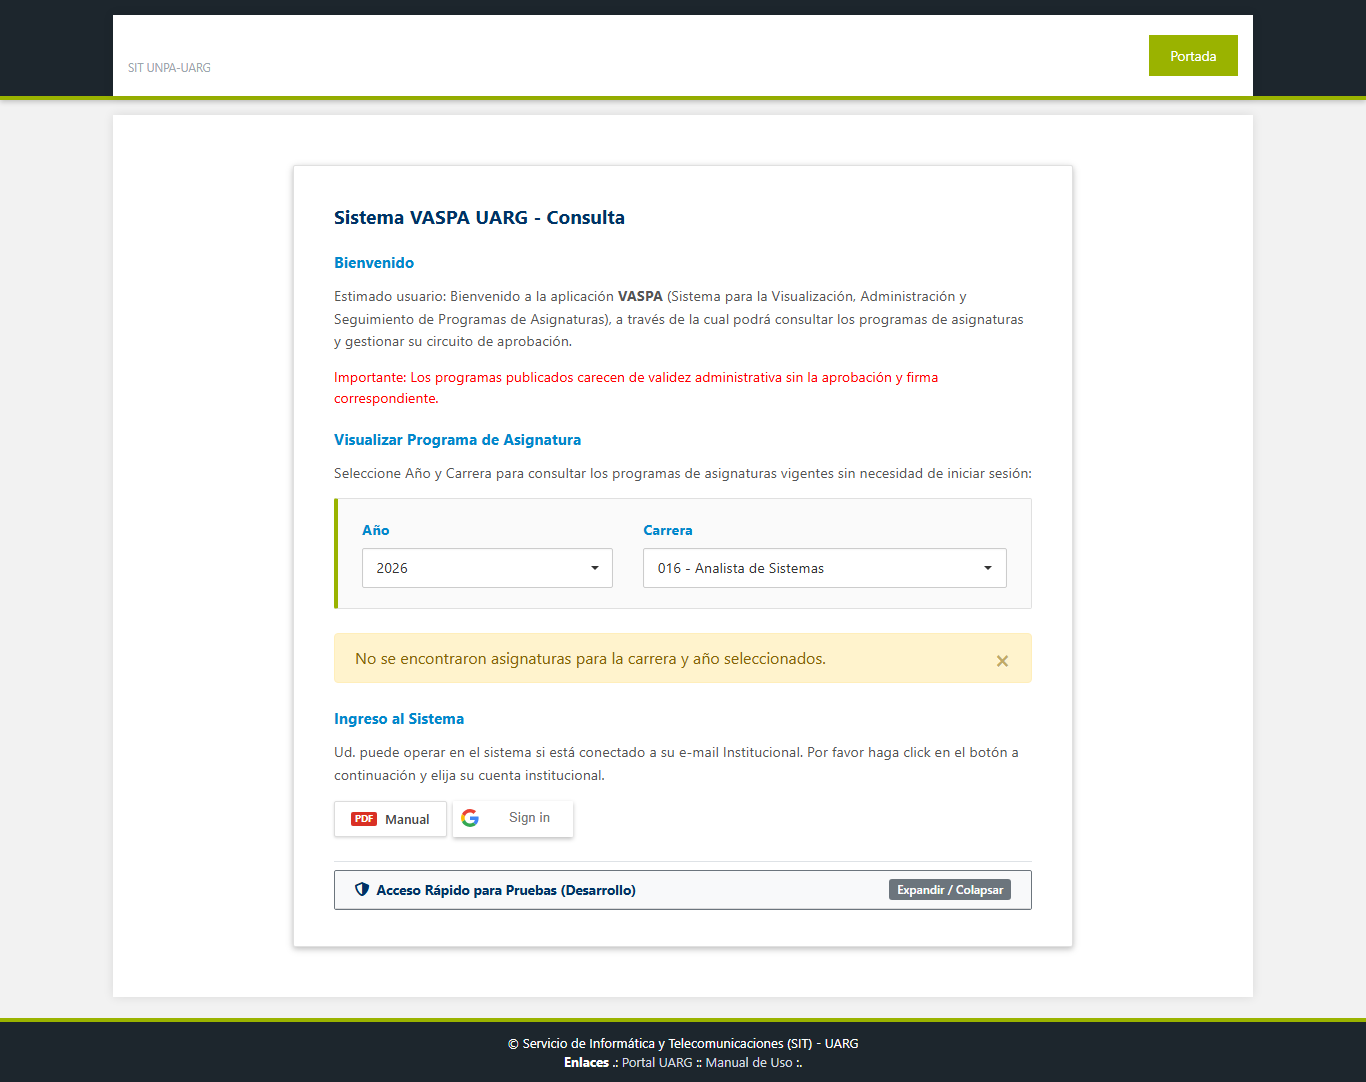 SIT UNPA-UARG
Portada
Sistema VASPA UARG - Consulta
Bienvenido
Estimado usuario: Bienvenido a la aplicación VASPA (Sistema para la Visualización, Administración y
Seguimiento de Programas de Asignaturas), a través de la cual podrá consultar los programas de asignaturas
y gestionar su circuito de aprobación.
Importante: Los programas publicados carecen de validez administrativa sin la aprobación y firma
correspondiente.
Visualizar Programa de Asignatura
Seleccione Año y Carrera para consultar los programas de asignaturas vigentes sin necesidad de iniciar sesión:
Año
Carrera
2026
016 - Analista de Sistemas
No se encontraron asignaturas para la carrera y año seleccionados.
×
Ingreso al Sistema
Ud. puede operar en el sistema si está conectado a su e-mail Institucional. Por favor haga click en el botón a
continuación y elija su cuenta institucional.
PDF Manual
Sign in
Acceso Rápido para Pruebas (Desarrollo)
Expandir / Colapsar
© Servicio de Informática y Telecomunicaciones (SIT) - UARG
Enlaces .: Portal UARG :: Manual de Uso :.